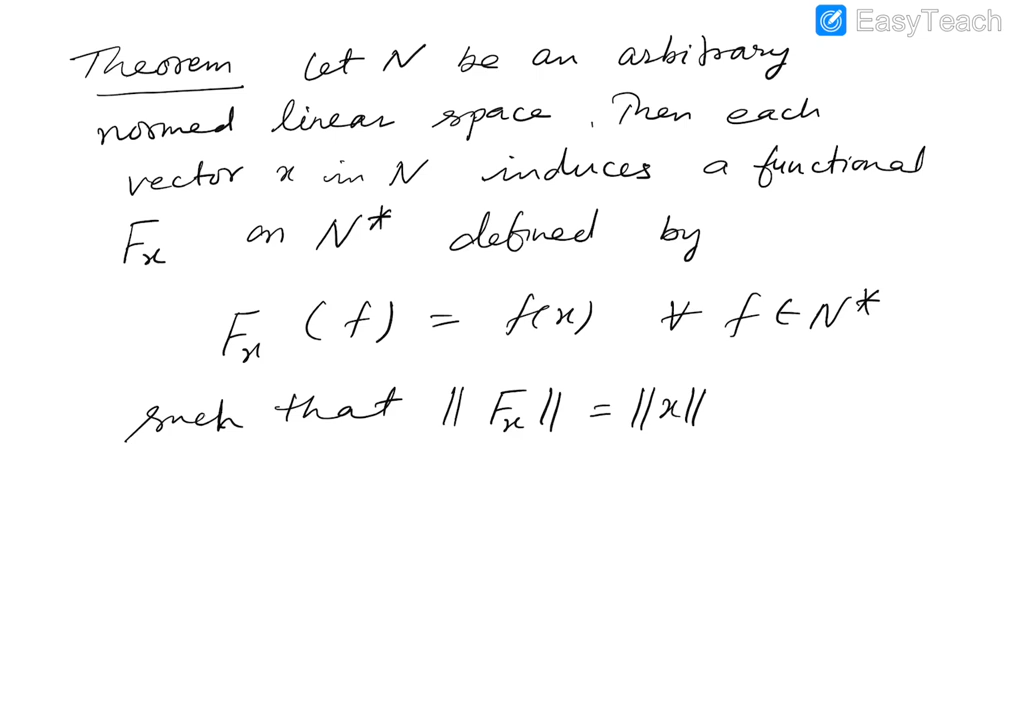 EasyTeach
Theorem Let N be an arbitrary
normed linear space. Then each
vector x in N induces a functional
Fₓ on N* defined by
Fₓ (f) = f(x) ∀ f ∈ N*
such that || Fₓ || = ||x||